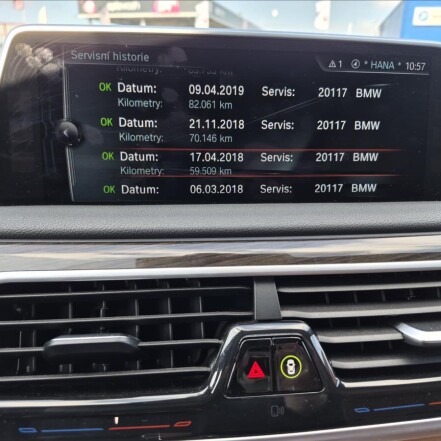 Servisní historie
1 * HANA * 10:57
OK Datum: 09.04.2019 Servis: 20117 BMW
Kilometry: 82.061 km
OK Datum: 21.11.2018 Servis: 20117 BMW
Kilometry: 70.146 km
OK Datum: 17.04.2018 Servis: 20117 BMW
Kilometry: 59.509 km
OK Datum: 06.03.2018 Servis: 20117 BMW